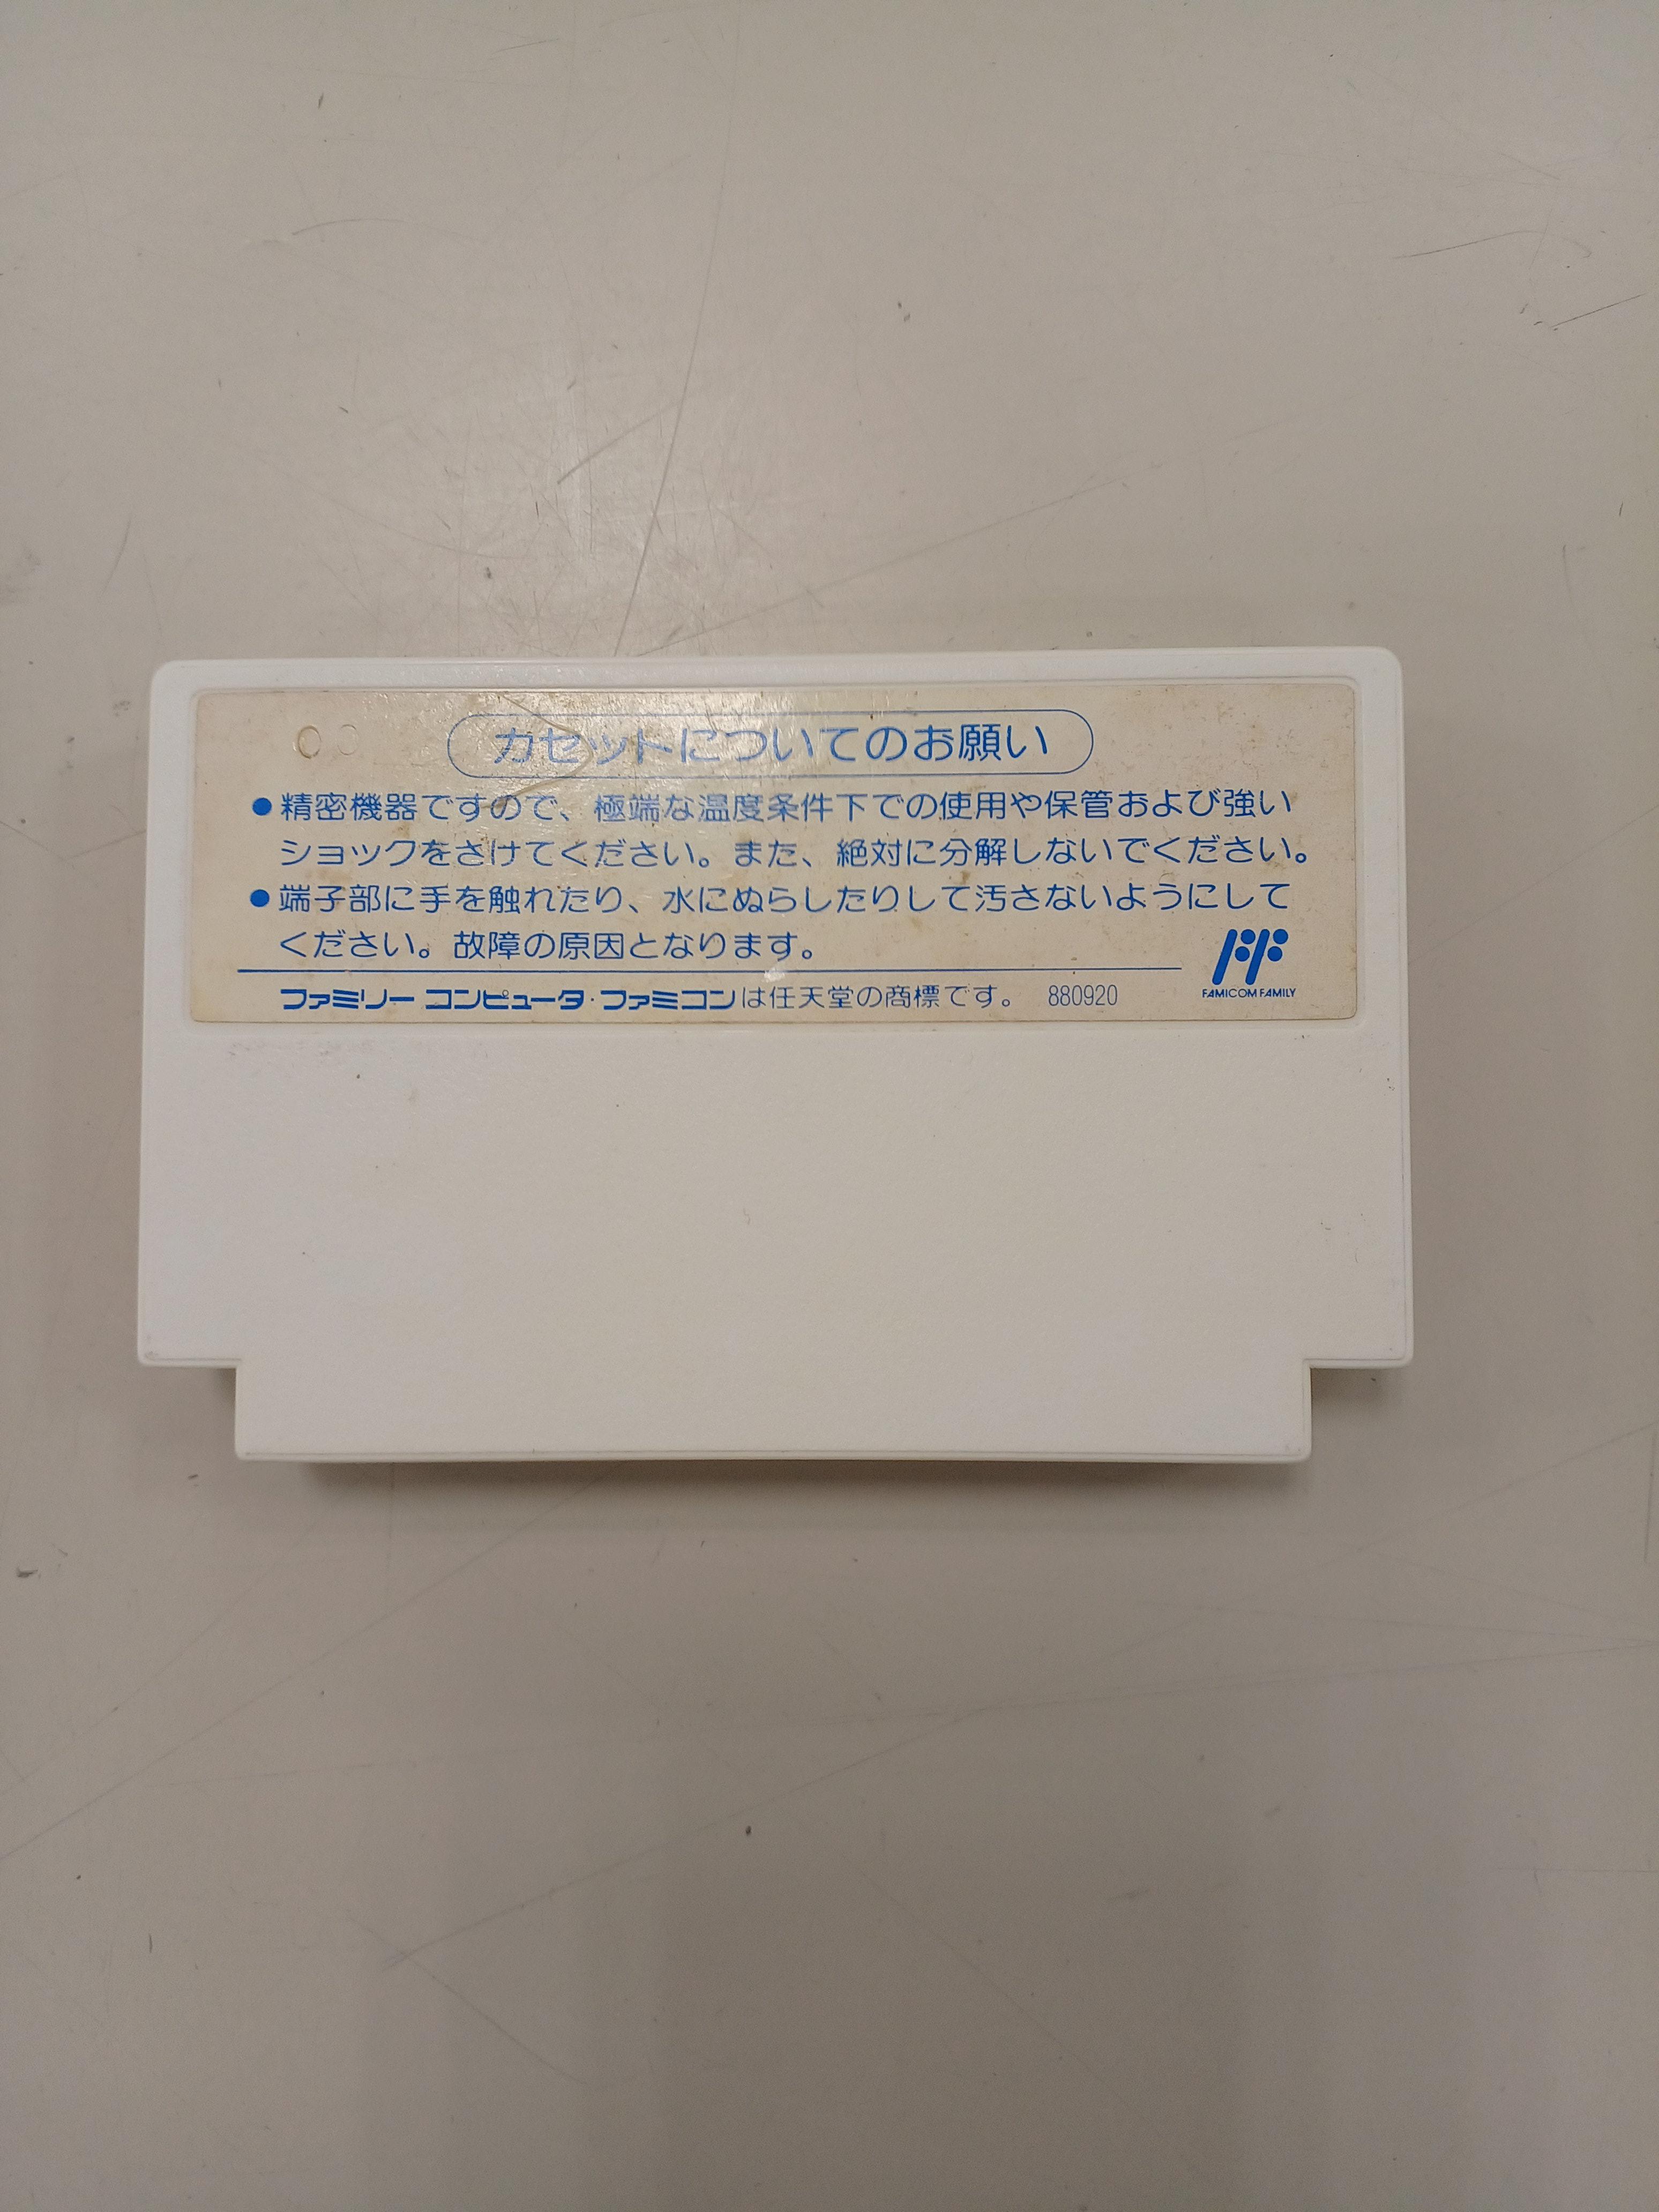 カセットについてのお願い
●精密機器ですので、極端な温度条件下での使用や保管および強い
ショックをさけてください。また、絶対に分解しないでください。
●端子部に手を触れたり、水にぬらしたりして汚さないようにして
ください。故障の原因となります。
ファミリー コンピュータ・ファミコンは任天堂の商標です。 880920
FAMICOM FAMILY